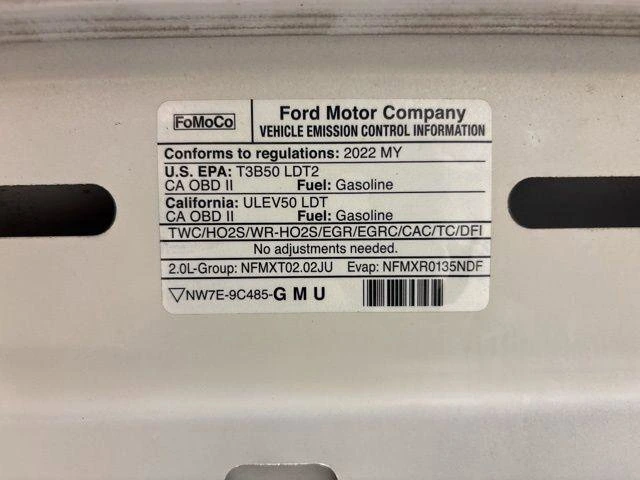 FoMoCo
Ford Motor Company
VEHICLE EMISSION CONTROL INFORMATION
Conforms to regulations: 2022 MY
U.S. EPA: T3B50 LDT2
CA OBD II Fuel: Gasoline
California: ULEV50 LDT
CA OBD II Fuel: Gasoline
TWC/HO2S/WR-HO2S/EGR/EGRC/CAC/TC/DFI
No adjustments needed.
2.0L-Group: NFMXT02.02JU Evap: NFMXR0135NDF
NW7E-9C485-G M U